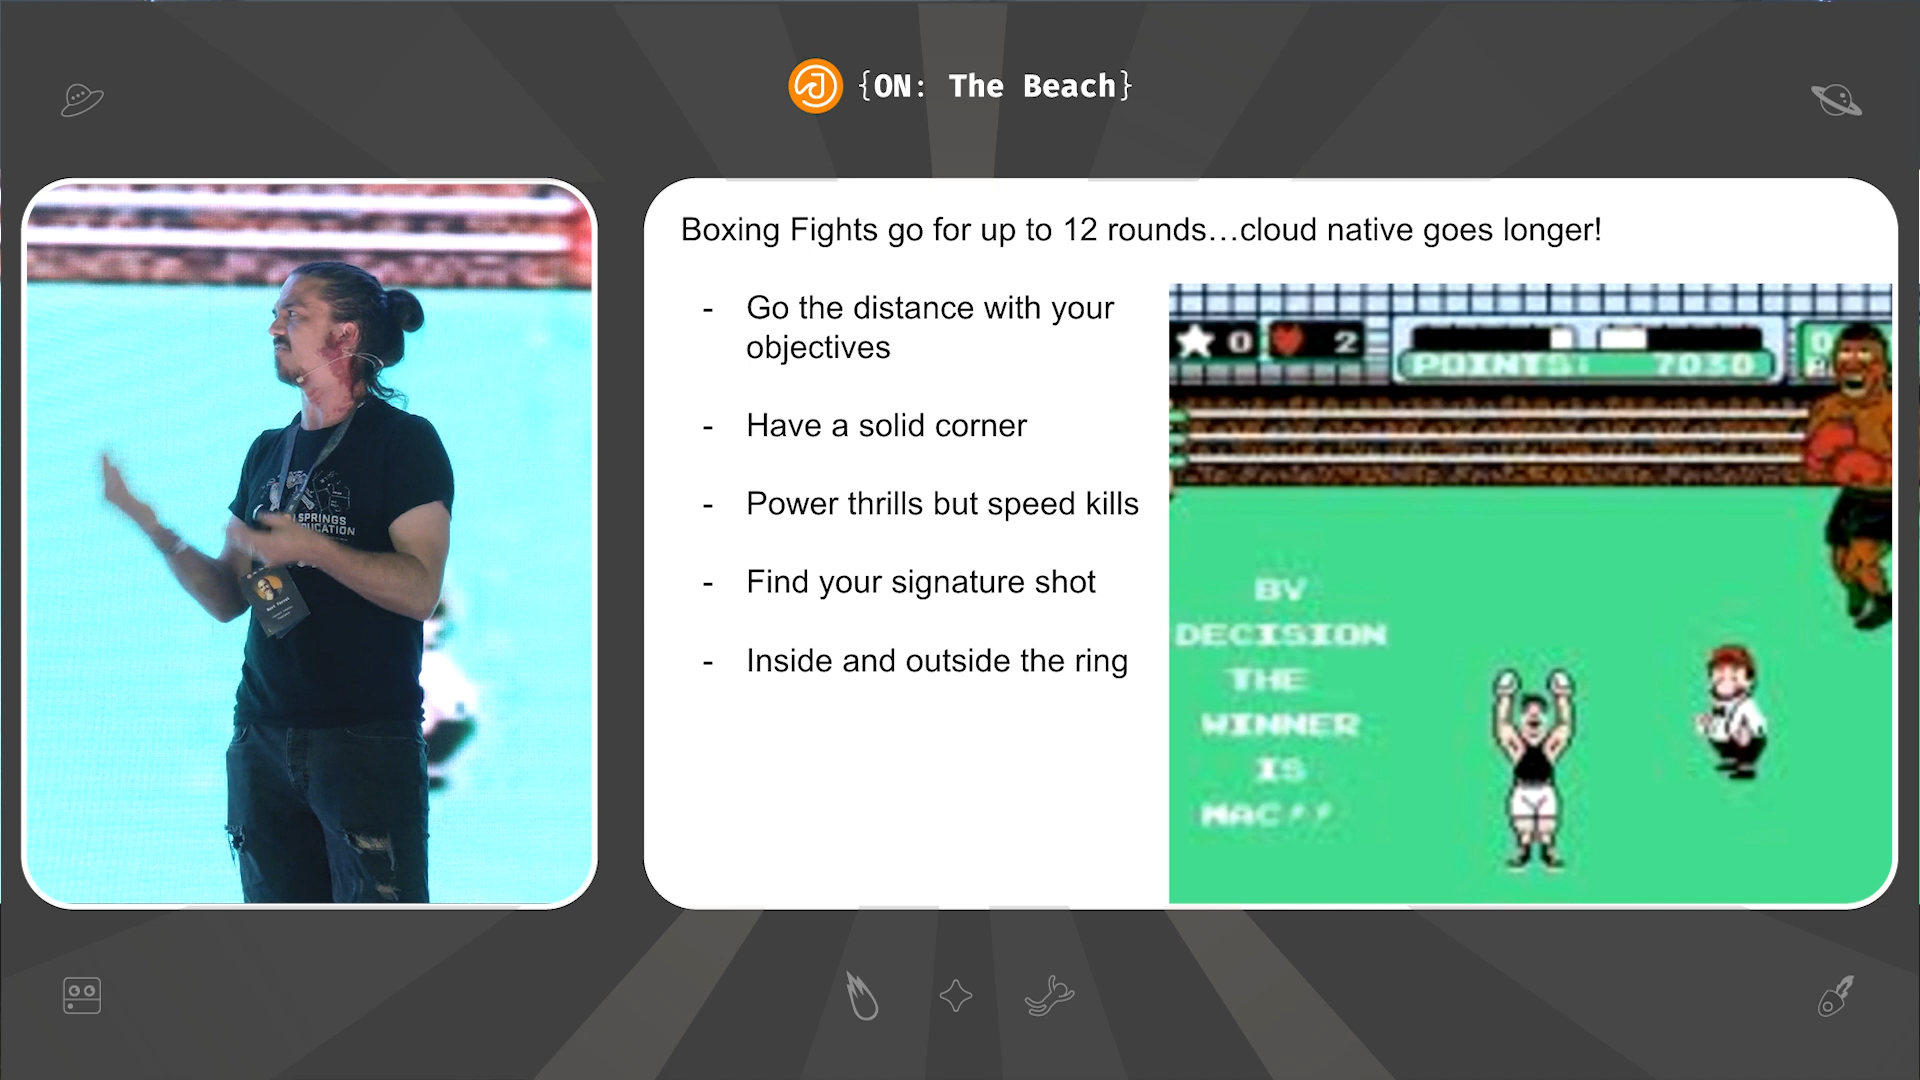 {ON: The Beach}
Boxing Fights go for up to 12 rounds...cloud native goes longer!
- Go the distance with your
objectives
- Have a solid corner
- Power thrills but speed kills
- Find your signature shot
- Inside and outside the ring
0 2
POINTS: 7030
BY
DECISION
THE
WINNER
IS
MAC
SPRINGS